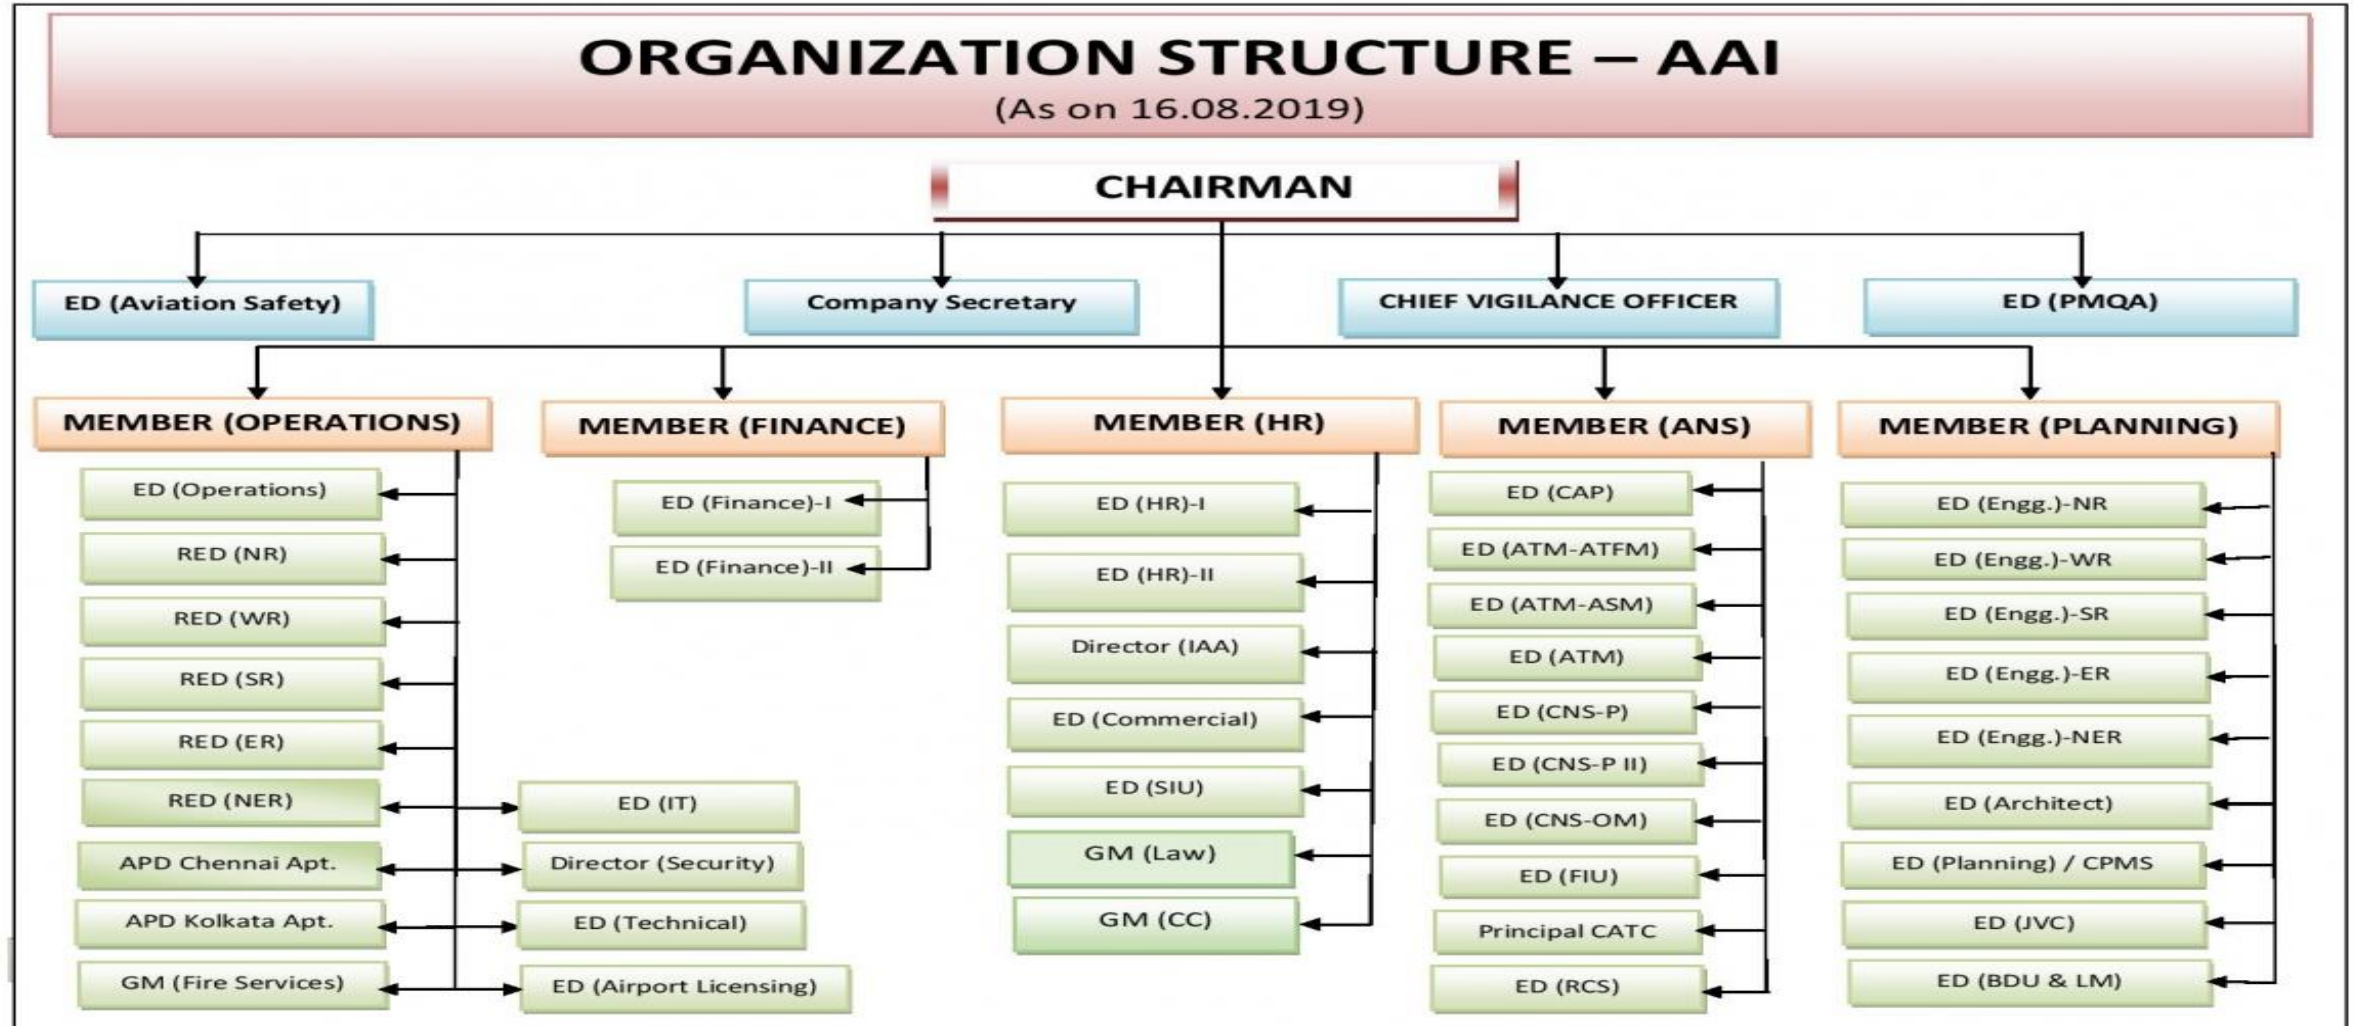 ORGANIZATION STRUCTURE – AAI
(As on 16.08.2019)
CHAIRMAN
ED (Aviation Safety)
Company Secretary
CHIEF VIGILANCE OFFICER
ED (PMQA)
MEMBER (OPERATIONS)
ED (Operations)
RED (NR)
RED (WR)
RED (SR)
RED (ER)
RED (NER)
APD Chennai Apt.
APD Kolkata Apt.
GM (Fire Services)
ED (IT)
Director (Security)
ED (Technical)
ED (Airport Licensing)
MEMBER (FINANCE)
ED (Finance)-I
ED (Finance)-II
MEMBER (HR)
ED (HR)-I
ED (HR)-II
Director (IAA)
ED (Commercial)
ED (SIU)
GM (Law)
GM (CC)
MEMBER (ANS)
ED (CAP)
ED (ATM-ATFM)
ED (ATM-ASM)
ED (ATM)
ED (CNS-P)
ED (CNS-P II)
ED (CNS-OM)
ED (FIU)
Principal CATC
ED (RCS)
MEMBER (PLANNING)
ED (Engg.)-NR
ED (Engg.)-WR
ED (Engg.)-SR
ED (Engg.)-ER
ED (Engg.)-NER
ED (Architect)
ED (Planning) / CPMS
ED (JVC)
ED (BDU & LM)